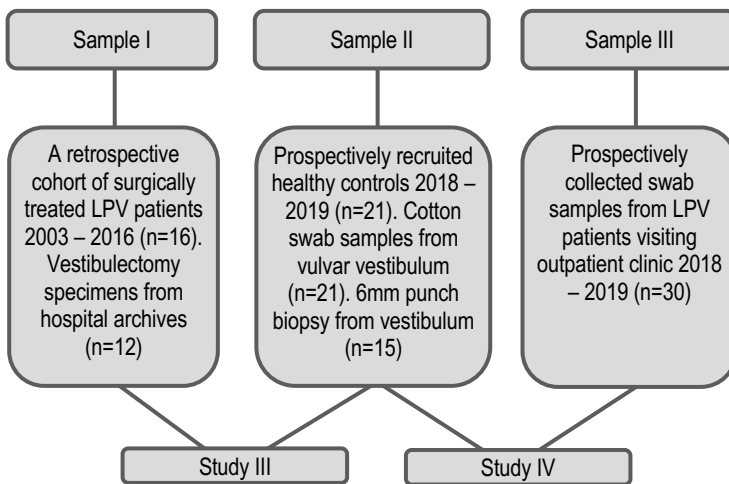 Sample I
Sample II
Sample III
A retrospective
cohort of surgically
treated LPV patients
2003 – 2016 (n=16).
Vestibulectomy
specimens from
hospital archives
(n=12)
Prospectively recruited
healthy controls 2018 –
2019 (n=21). Cotton
swab samples from
vulvar vestibulum
(n=21). 6mm punch
biopsy from vestibulum
(n=15)
Prospectively
collected swab
samples from LPV
patients visiting
outpatient clinic 2018
– 2019 (n=30)
Study III
Study IV